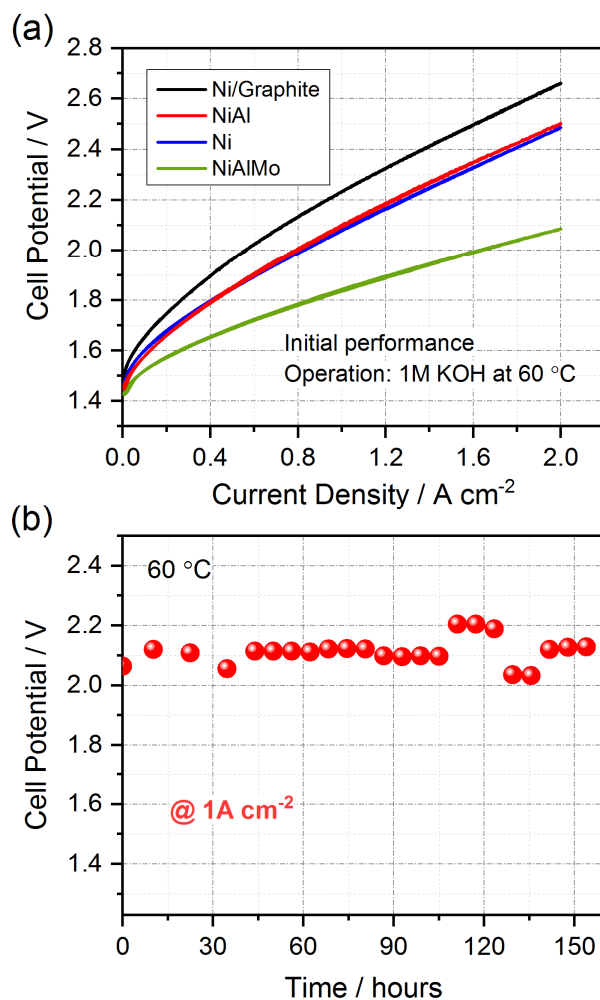 (a)
2.8
2.6
2.4
2.2
2.0
1.8
1.6
1.4
Cell Potential / V
Ni/Graphite
NiAl
Ni
NiAlMo
Initial performance
Operation: 1M KOH at 60 °C
0.0 0.4 0.8 1.2 1.6 2.0
Current Density / A cm⁻²
(b)
2.4
2.2
2.0
1.8
1.6
1.4
Cell Potential / V
60 °C
@ 1A cm⁻²
0 30 60 90 120 150
Time / hours